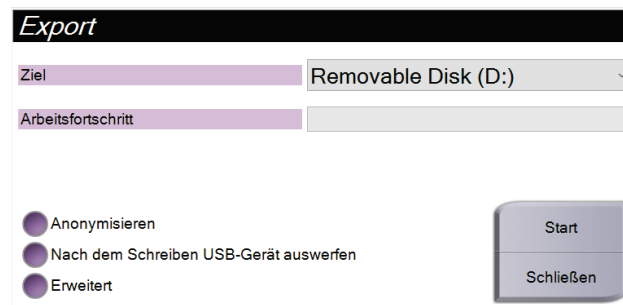 Export
Ziel
Removable Disk (D:)
Arbeitsfortschritt
Anonymisieren
Nach dem Schreiben USB-Gerät auswerfen
Erweitert
Start
Schließen